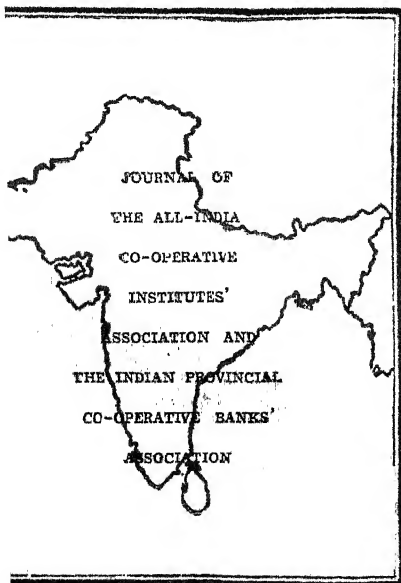 JOURNAL OF
THE ALL-INDIA
CO-OPERATIVE
INSTITUTES'
ASSOCIATION AND
THE INDIAN PROVINCIAL
CO-OPERATIVE BANKS'
ASSOCIATION